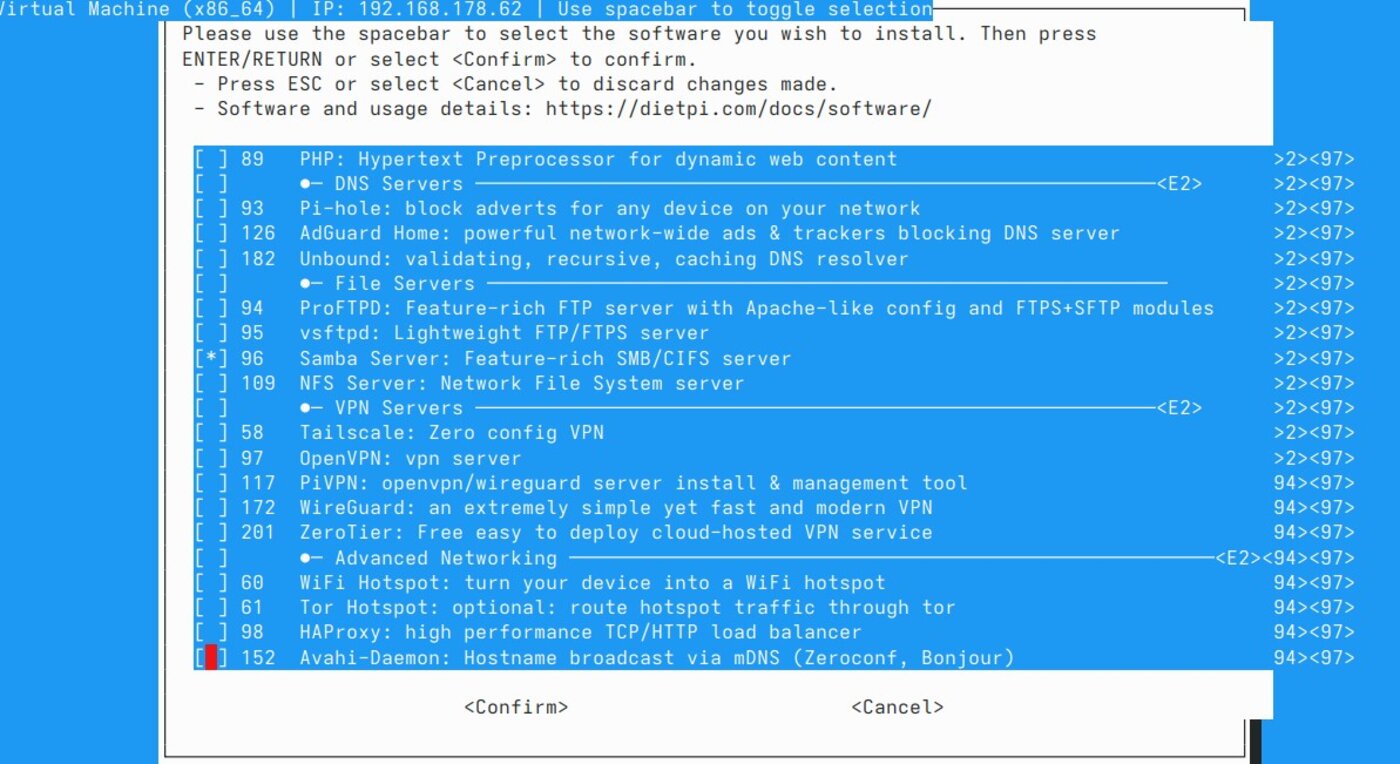 Virtual Machine (x86_64) | IP: 192.168.178.62 | Use spacebar to toggle selection
Please use the spacebar to select the software you wish to install. Then press
ENTER/RETURN or select <Confirm> to confirm.
- Press ESC or select <Cancel> to discard changes made.
- Software and usage details: https://dietpi.com/docs/software/
[ ] 89 PHP: Hypertext Preprocessor for dynamic web content >2><97>
[ ] ●─ DNS Servers ─────<E2> >2><97>
[ ] 93 Pi-hole: block adverts for any device on your network >2><97>
[ ] 126 AdGuard Home: powerful network-wide ads & trackers blocking DNS server >2><97>
[ ] 182 Unbound: validating, recursive, caching DNS resolver >2><97>
[ ] ●─ File Servers ───── >2><97>
[ ] 94 ProFTPD: Feature-rich FTP server with Apache-like config and FTPS+SFTP modules >2><97>
[ ] 95 vsftpd: Lightweight FTP/FTPS server >2><97>
[*] 96 Samba Server: Feature-rich SMB/CIFS server >2><97>
[ ] 109 NFS Server: Network File System server >2><97>
[ ] ●─ VPN Servers ─────<E2> >2><97>
[ ] 58 Tailscale: Zero config VPN >2><97>
[ ] 97 OpenVPN: vpn server >2><97>
[ ] 117 PiVPN: openvpn/wireguard server install & management tool 94><97>
[ ] 172 WireGuard: an extremely simple yet fast and modern VPN 94><97>
[ ] 201 ZeroTier: Free easy to deploy cloud-hosted VPN service 94><97>
[ ] ●─ Advanced Networking ─────<E2><94><97>
[ ] 60 WiFi Hotspot: turn your device into a WiFi hotspot 94><97>
[ ] 61 Tor Hotspot: optional: route hotspot traffic through tor 94><97>
[ ] 98 HAProxy: high performance TCP/HTTP load balancer 94><97>
[ ] 152 Avahi-Daemon: Hostname broadcast via mDNS (Zeroconf, Bonjour) 94><97>
<Confirm> <Cancel>